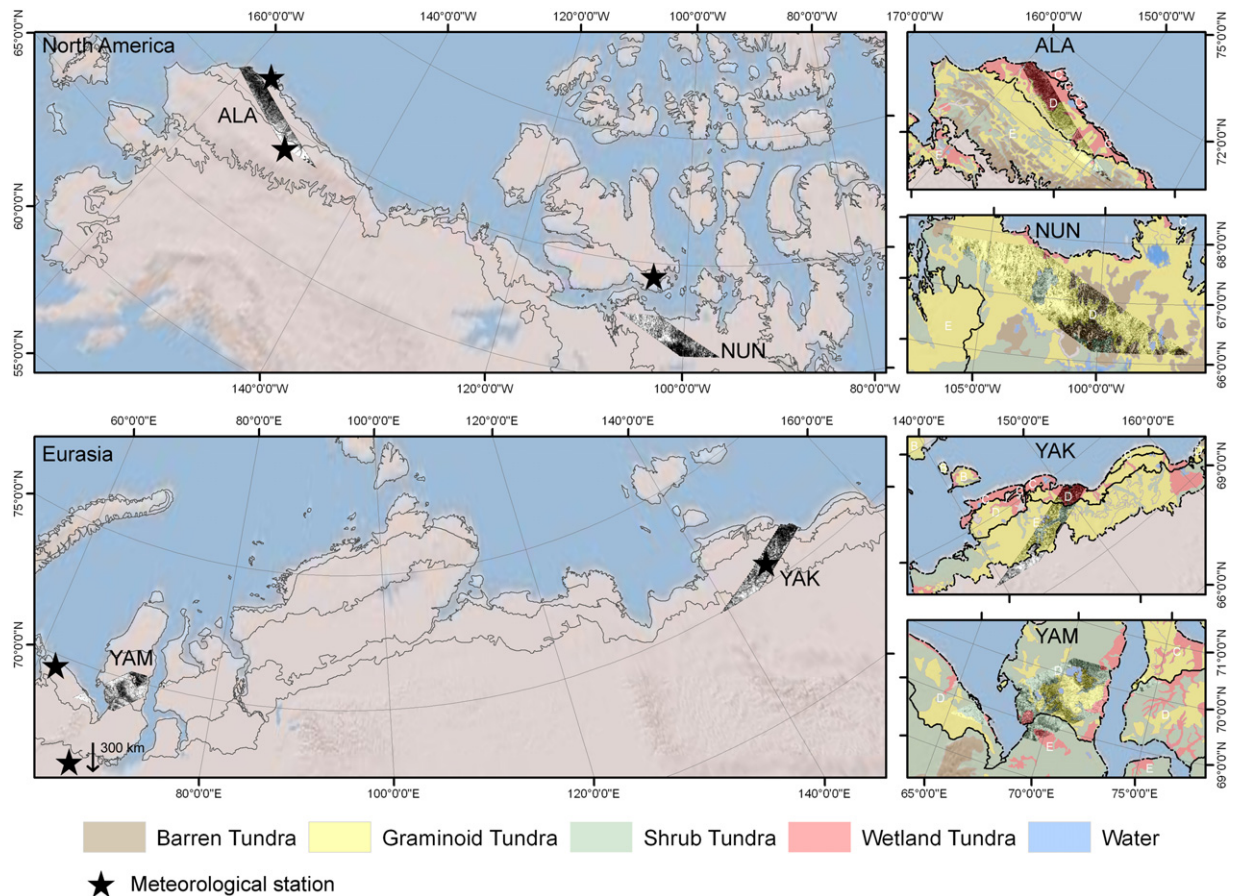 160°0'0"W 140°0'0"W 120°0'0"W 100°0'0"W 80°0'0"W
65°0'0"N
60°0'0"N
55°0'0"N
North America
ALA
NUN
140°0'0"W 120°0'0"W 100°0'0"W 80°0'0"W
170°0'0"W 160°0'0"W 150°0'0"W
75°0'0"N
72°0'0"N
ALA
C
D
E
NUN
C
D
E
68°0'0"N
67°0'0"N
66°0'0"N
105°0'0"W 100°0'0"W
60°0'0"E 80°0'0"E 100°0'0"E 120°0'0"E 140°0'0"E 160°0'0"E
75°0'0"N
70°0'0"N
Eurasia
YAK
YAM
300 km
80°0'0"E 100°0'0"E 120°0'0"E 140°0'0"E
140°0'0"E 150°0'0"E 160°0'0"E
69°0'0"N
66°0'0"N
YAK
B
B
C
B
C
D
YAM
C
D
D
D
E
E
71°0'0"N
70°0'0"N
69°0'0"N
65°0'0"E 70°0'0"E 75°0'0"E
Barren Tundra Graminoid Tundra Shrub Tundra Wetland Tundra Water
Meteorological station